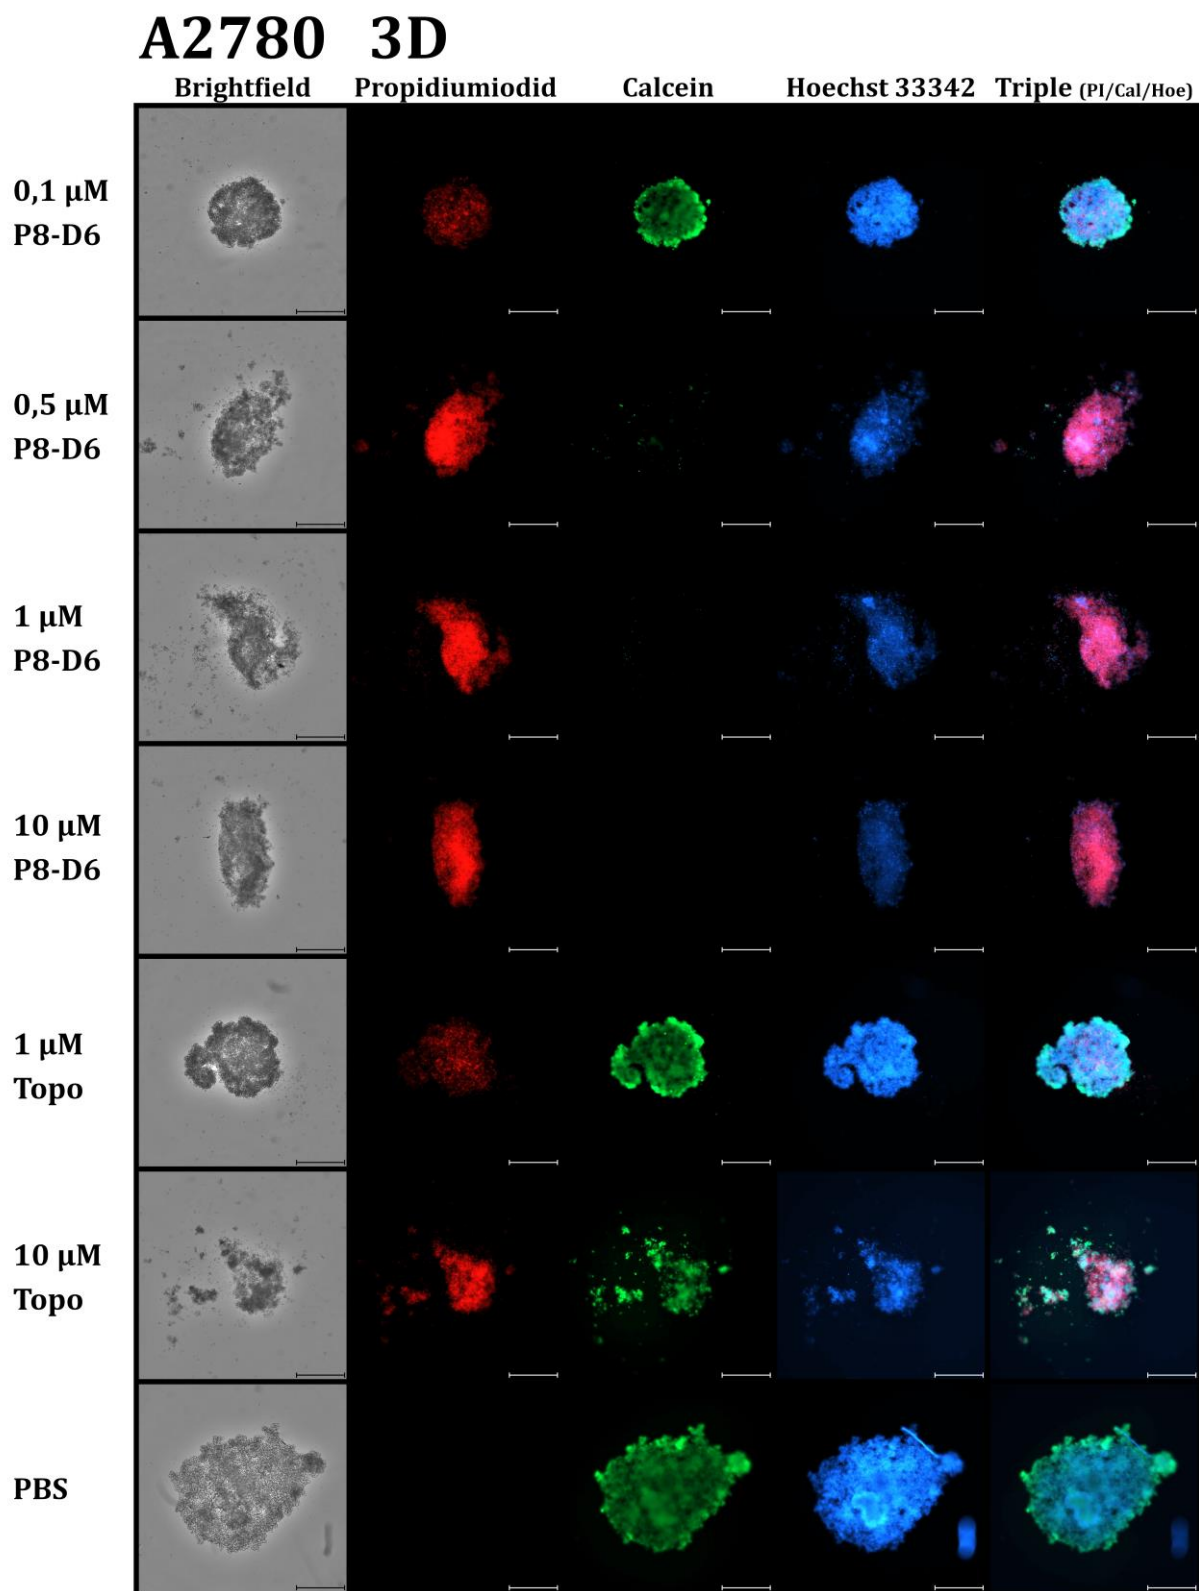 A2780 3D
Brightfield Propidiumiodid Calcein Hoechst 33342 Triple (PI/Cal/Hoe)
0,1 µM
P8-D6
0,5 µM
P8-D6
1 µM
P8-D6
10 µM
P8-D6
1 µM
Topo
10 µM
Topo
PBS